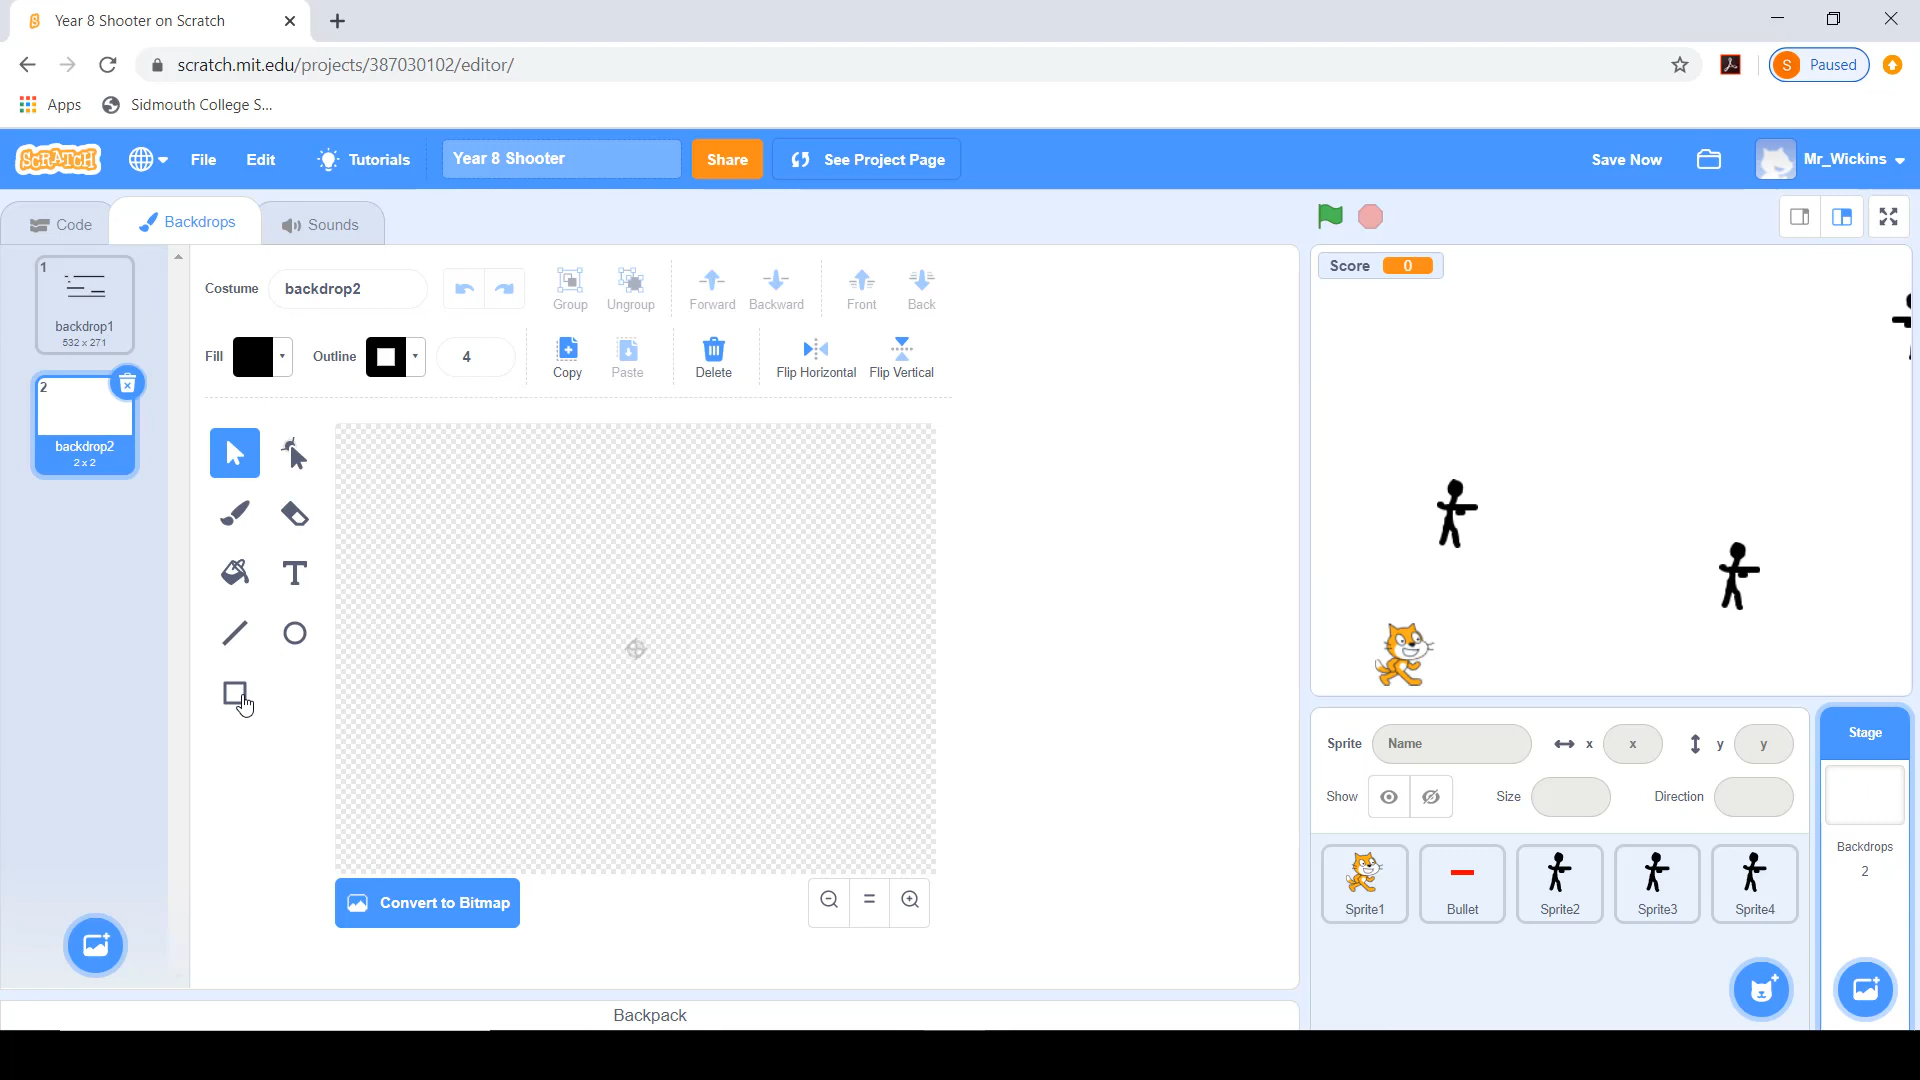 Year 8 Shooter on Scratch
scratch.mit.edu/projects/387030102/editor/
S Paused
Apps Sidmouth College S...
SCRATCH File Edit Tutorials Year 8 Shooter Share See Project Page Save Now Mr_Wickins
Code Backdrops Sounds
Costume backdrop2 Group Ungroup Forward Backward Front Back
Fill Outline 4 Copy Paste Delete Flip Horizontal Flip Vertical
1
backdrop1
532 x 271
2
backdrop2
2 x 2
T
Convert to Bitmap
Backpack
Score 0
Sprite Name x x y y
Show Size Direction
Sprite1 Bullet Sprite2 Sprite3 Sprite4
Stage
Backdrops
2